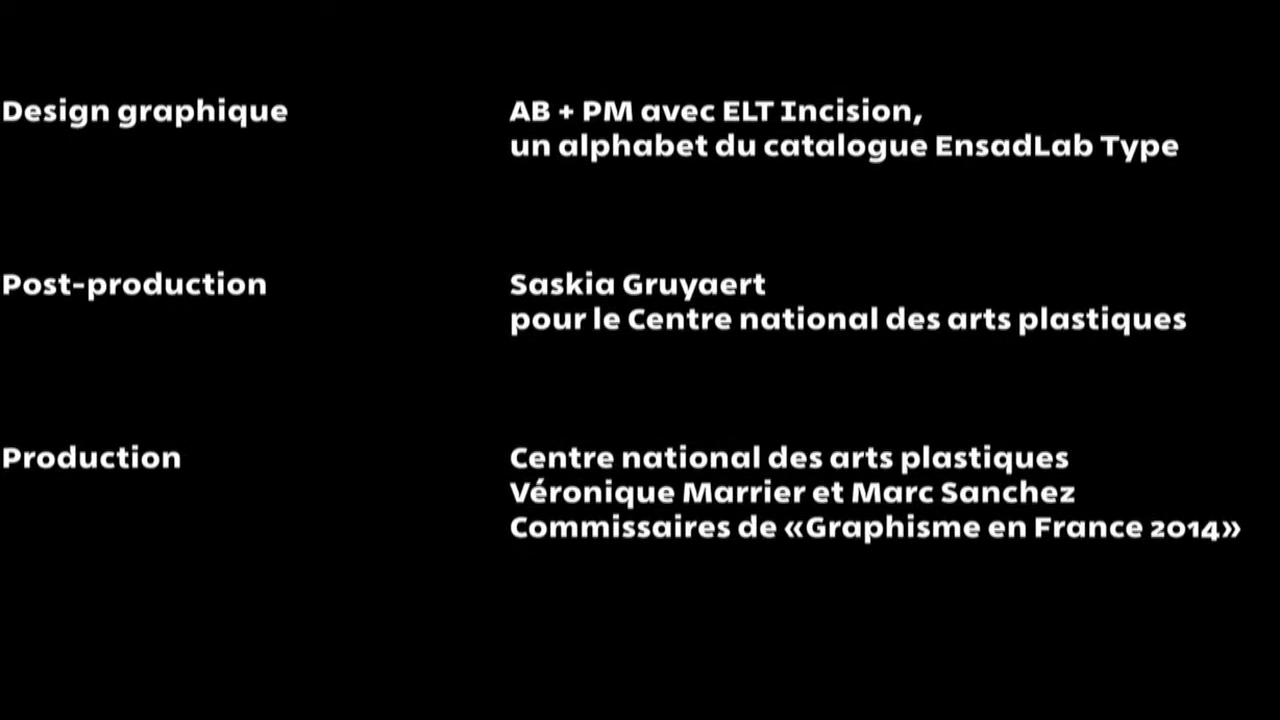 Design graphique
AB + PM avec ELT Incision,
un alphabet du catalogue EnsadLab Type
Post-production
Saskia Gruyaert
pour le Centre national des arts plastiques
Production
Centre national des arts plastiques
Véronique Marrier et Marc Sanchez
Commissaires de «Graphisme en France 2014»